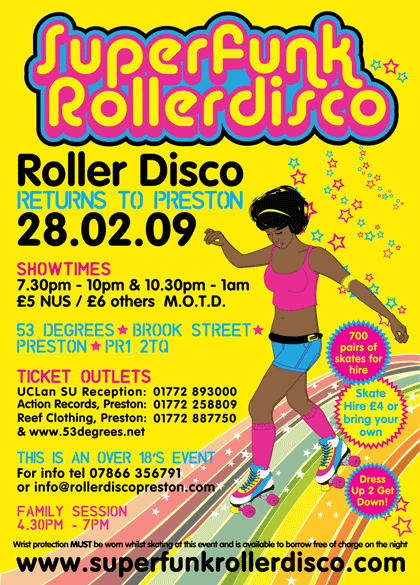 Superfunk
Rollerdisco
Roller Disco
RETURNS TO PRESTON
28.02.09
SHOWTIMES
7.30pm - 10pm & 10.30pm - 1am
£5 NUS / £6 others M.O.T.D.
53 DEGREES ★ BROOK STREET ★
PRESTON ★ PR1 2TQ
700
pairs of
skates for
hire
TICKET OUTLETS
UCLan SU Reception: 01772 893000
Action Records, Preston: 01772 258809
Reef Clothing, Preston: 01772 887750
& www.53degrees.net
Skate
Hire £4 or
bring your
own
THIS IS AN OVER 18'S EVENT
For info tel 07866 356791
or info@rollerdiscopreston.com
Dress
Up 2 Get
Down!
FAMILY SESSION
4.30PM - 7PM
Wrist protection MUST be worn whilst skating at this event and is available to borrow free of charge on the night
www.superfunkrollerdisco.com